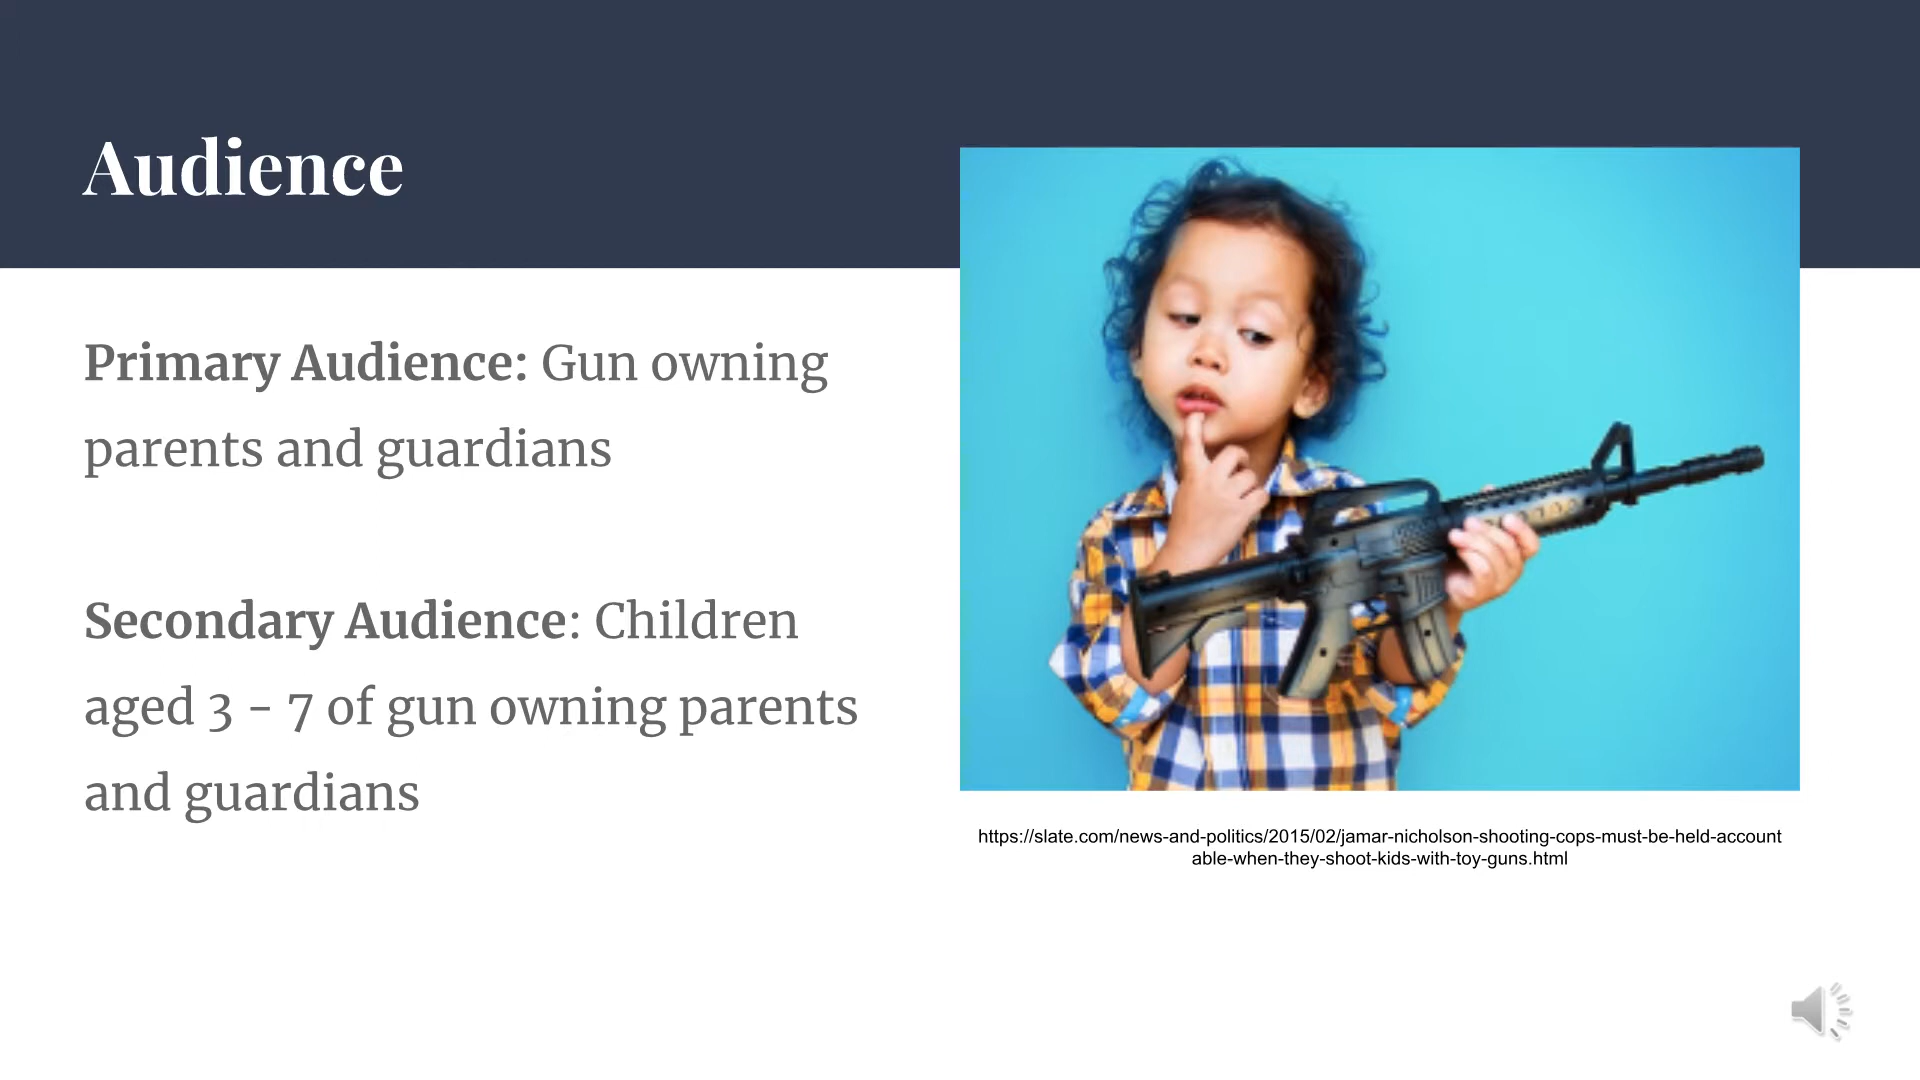 Audience
Primary Audience: Gun owning
parents and guardians
Secondary Audience: Children
aged 3 - 7 of gun owning parents
and guardians
https://slate.com/news-and-politics/2015/02/jamar-nicholson-shooting-cops-must-be-held-account
able-when-they-shoot-kids-with-toy-guns.html